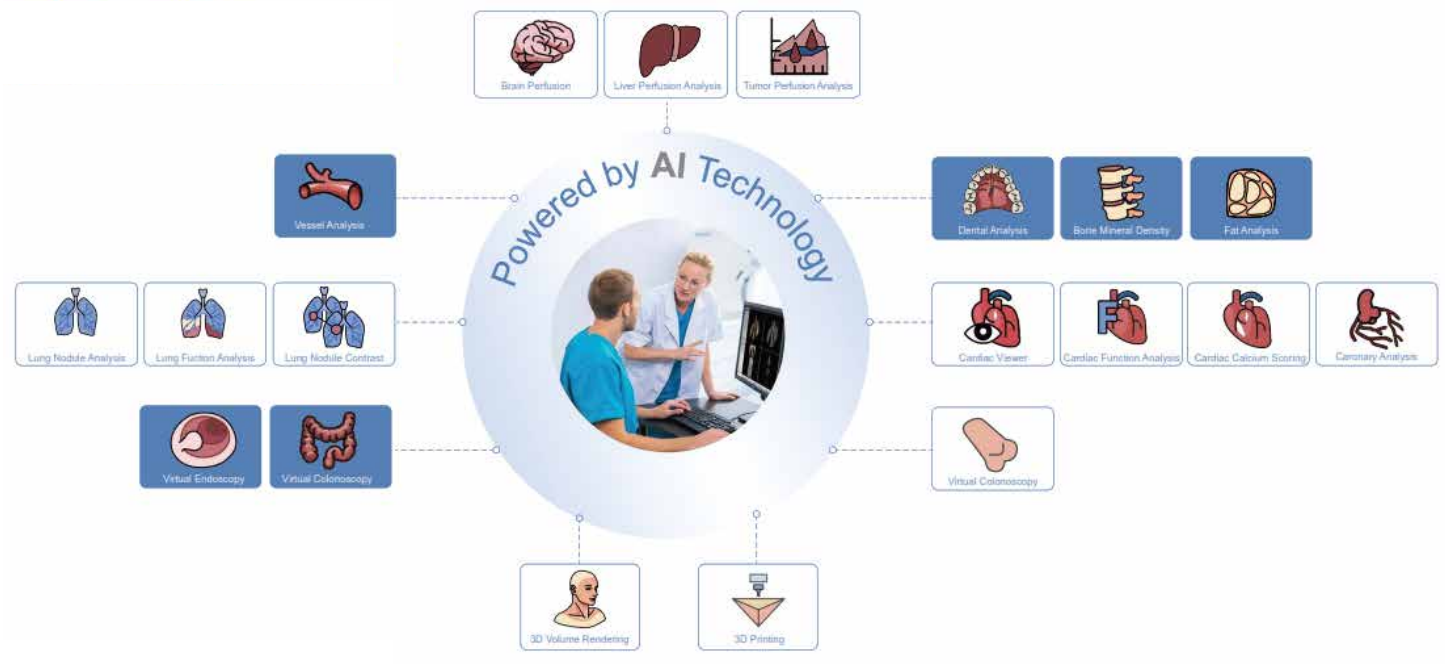 Brain Perfusion
Liver Perfusion Analysis
Tumor Perfusion Analysis
Powered by AI Technology
Vessel Analysis
Dental Analysis
Bone Mineral Density
Fat Analysis
Lung Nodule Analysis
Lung Fuction Analysis
Lung Nodule Contrast
Cardiac Viewer
Cardiac Function Analysis
Cardiac Calcium Scoring
Caronary Analysis
Virtual Endoscopy
Virtual Colonoscopy
Virtual Colonoscopy
3D Volume Rendering
3D Printing